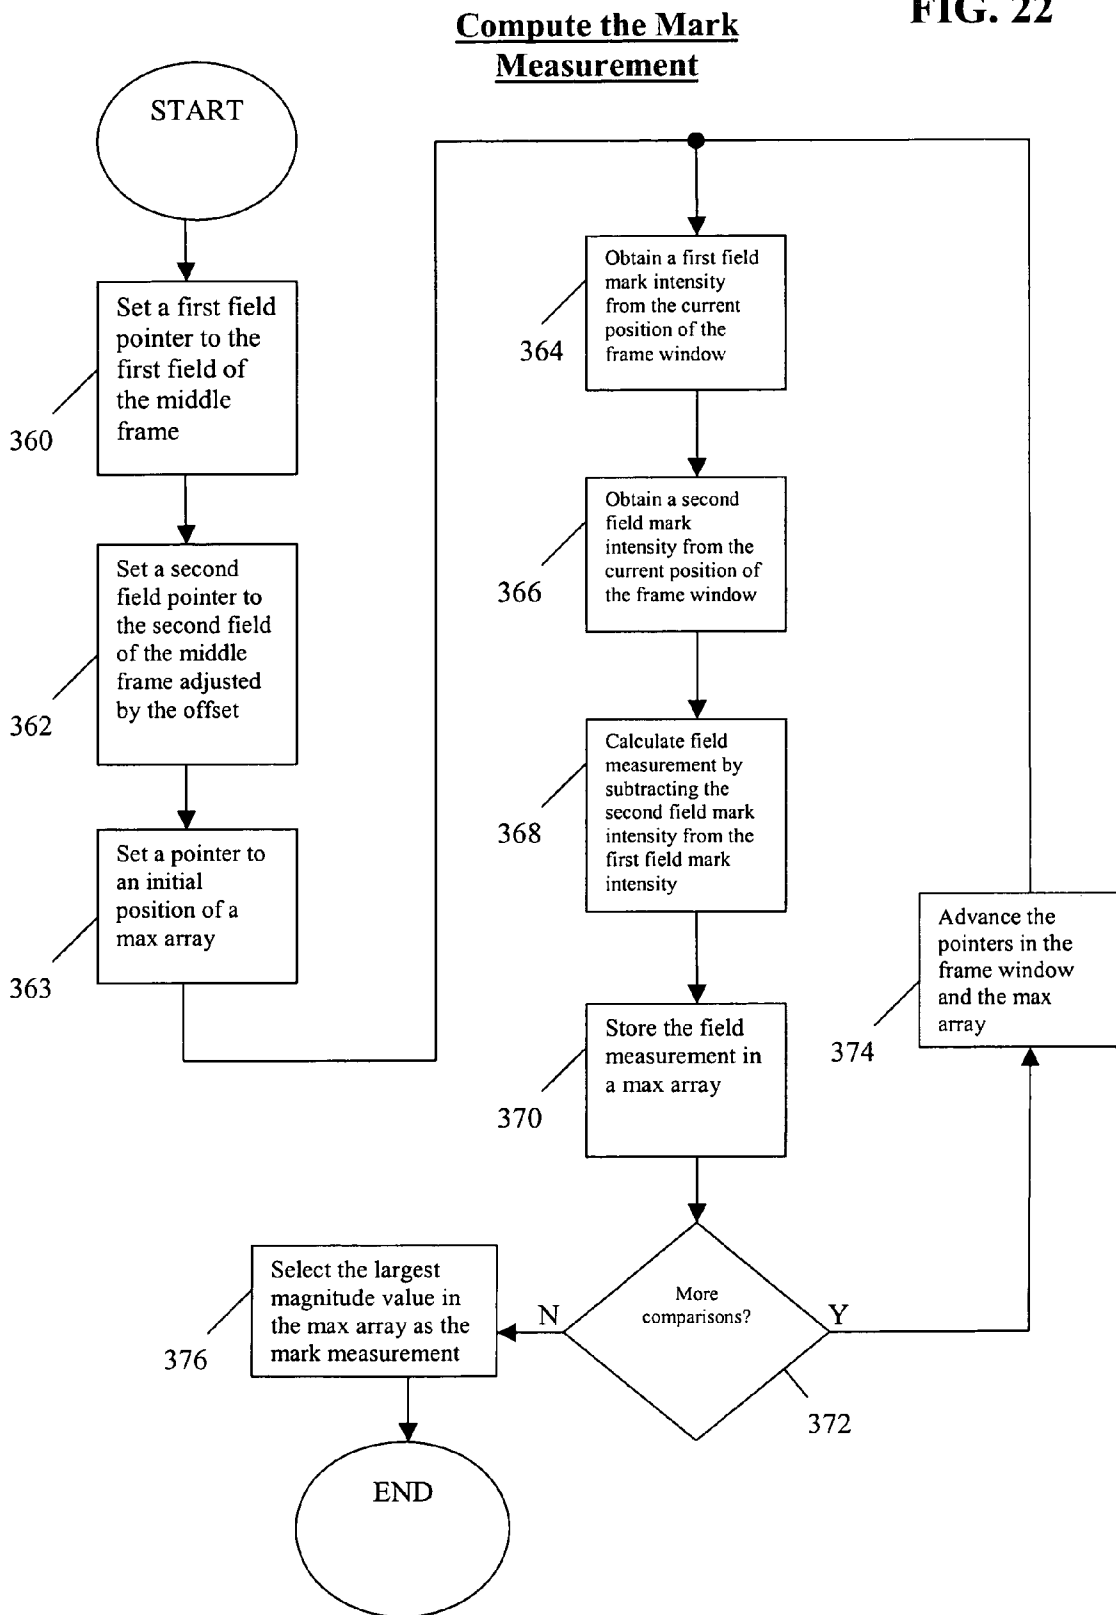 FIG. 22
Compute the Mark
Measurement
START
Set a first field
pointer to the
first field of
the middle
frame
360
Set a second
field pointer to
the second field
of the middle
frame adjusted
by the offset
362
Set a pointer to
an initial
position of a
max array
363
Obtain a first field
mark intensity
from the current
position of the
frame window
364
Obtain a second
field mark
intensity from the
current position of
the frame window
366
Calculate field
measurement by
subtracting the
second field mark
intensity from the
first field mark
intensity
368
Store the field
measurement in
a max array
370
More
comparisons?
N
Y
372
Advance the
pointers in the
frame window
and the max
array
374
Select the largest
magnitude value in
the max array as the
mark measurement
376
END